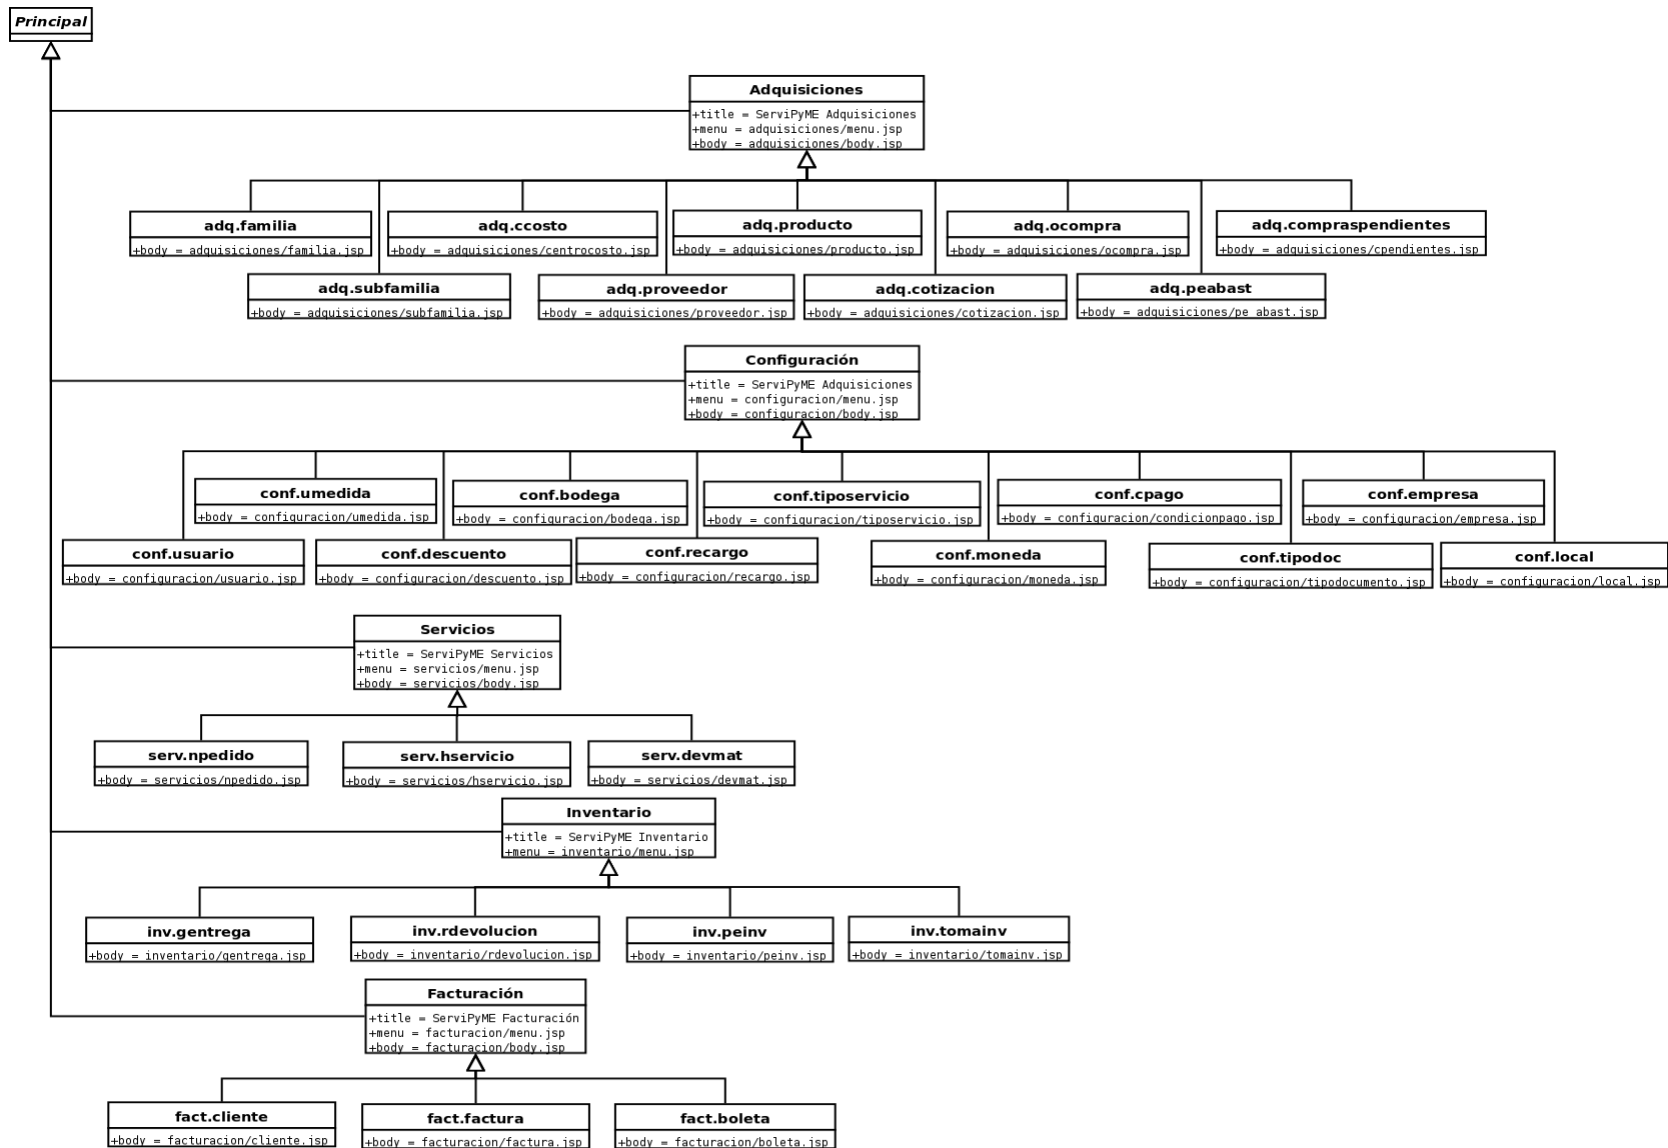 Principal
Adquisiciones
+title = ServiPyME Adquisiciones
+menu = adquisiciones/menu.jsp
+body = adquisiciones/body.jsp
adq.familia
+body = adquisiciones/familia.jsp
adq.ccosto
+body = adquisiciones/centrocosto.jsp
adq.producto
+body = adquisiciones/producto.jsp
adq.ocompra
+body = adquisiciones/ocompra.jsp
adq.compraspendientes
+body = adquisiciones/cpendientes.jsp
adq.subfamilia
+body = adquisiciones/subfamilia.jsp
adq.proveedor
+body = adquisiciones/proveedor.jsp
adq.cotizacion
+body = adquisiciones/cotizacion.jsp
adq.peabast
+body = adquisiciones/pe_abast.jsp
Configuración
+title = ServiPyME Adquisiciones
+menu = configuracion/menu.jsp
+body = configuracion/body.jsp
conf.umedida
+body = configuracion/umedida.jsp
conf.bodega
+body = configuracion/bodega.jsp
conf.tiposervicio
+body = configuracion/tiposervicio.jsp
conf.cpago
+body = configuracion/condicionpago.jsp
conf.empresa
+body = configuracion/empresa.jsp
conf.usuario
+body = configuracion/usuario.jsp
conf.descuento
+body = configuracion/descuento.jsp
conf.recargo
+body = configuracion/recargo.jsp
conf.moneda
+body = configuracion/moneda.jsp
conf.tipodoc
+body = configuracion/tipodocumento.jsp
conf.local
+body = configuracion/local.jsp
Servicios
+title = ServiPyME Servicios
+menu = servicios/menu.jsp
+body = servicios/body.jsp
serv.npedido
+body = servicios/npedido.jsp
serv.hservicio
+body = servicios/hservicio.jsp
serv.devmat
+body = servicios/devmat.jsp
Inventario
+title = ServiPyME Inventario
+menu = inventario/menu.jsp
inv.gentrega
+body = inventario/gentrega.jsp
inv.rdevolucion
+body = inventario/rdevolucion.jsp
inv.peinv
+body = inventario/peinv.jsp
inv.tomainv
+body = inventario/tomainv.jsp
Facturación
+title = ServiPyME Facturación
+menu = facturacion/menu.jsp
+body = facturacion/body.jsp
fact.cliente
+body = facturacion/cliente.jsp
fact.factura
+body = facturacion/factura.jsp
fact.boleta
+body = facturacion/boleta.jsp